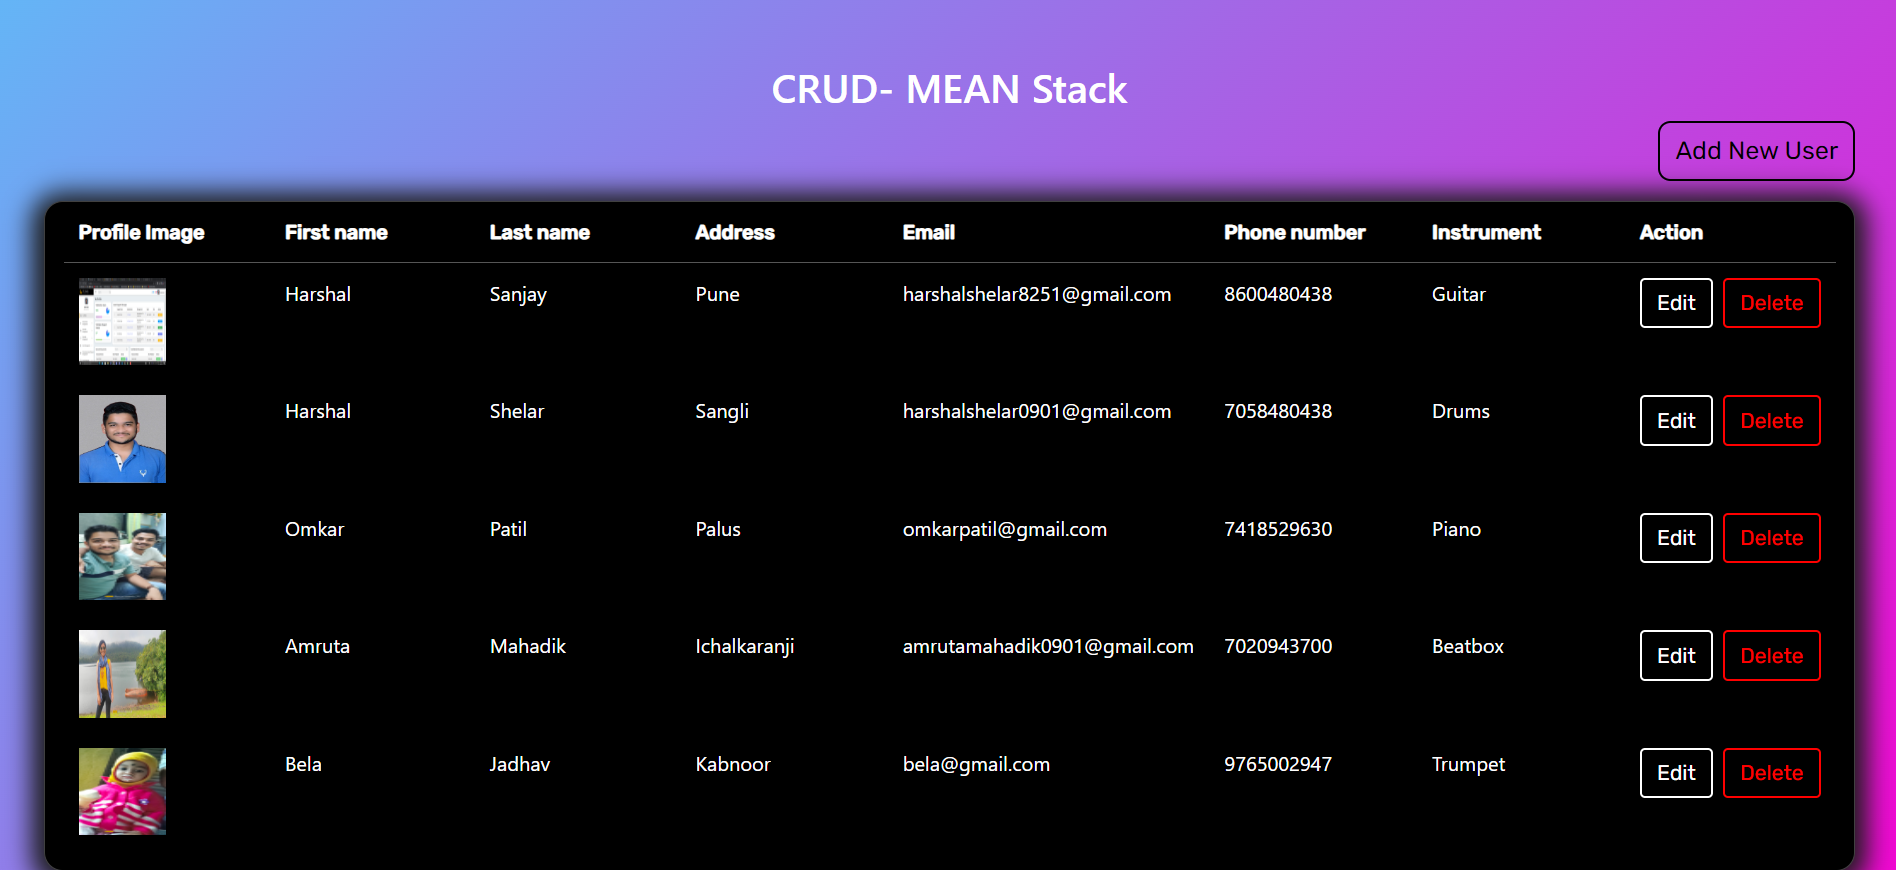 CRUD- MEAN Stack
Add New User
Profile Image First name Last name Address Email Phone number Instrument Action
Harshal Sanjay Pune harshalshelar8251@gmail.com 8600480438 Guitar Edit Delete
Harshal Shelar Sangli harshalshelar0901@gmail.com 7058480438 Drums Edit Delete
Omkar Patil Palus omkarpatil@gmail.com 7418529630 Piano Edit Delete
Amruta Mahadik Ichalkaranji amrutamahadik0901@gmail.com 7020943700 Beatbox Edit Delete
Bela Jadhav Kabnoor bela@gmail.com 9765002947 Trumpet Edit Delete